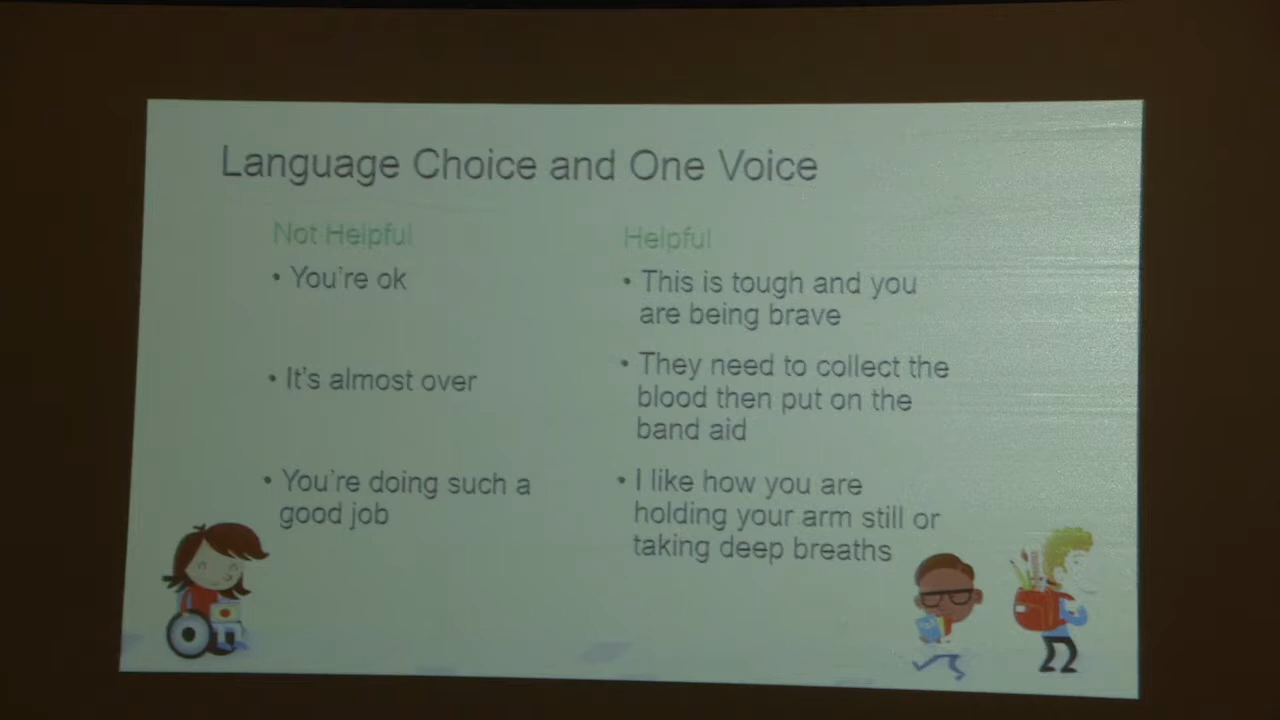 Language Choice and One Voice
Not Helpful
• You're ok
• It's almost over
• You're doing such a
good job
Helpful
• This is tough and you
are being brave
• They need to collect the
blood then put on the
band aid
• I like how you are
holding your arm still or
taking deep breaths